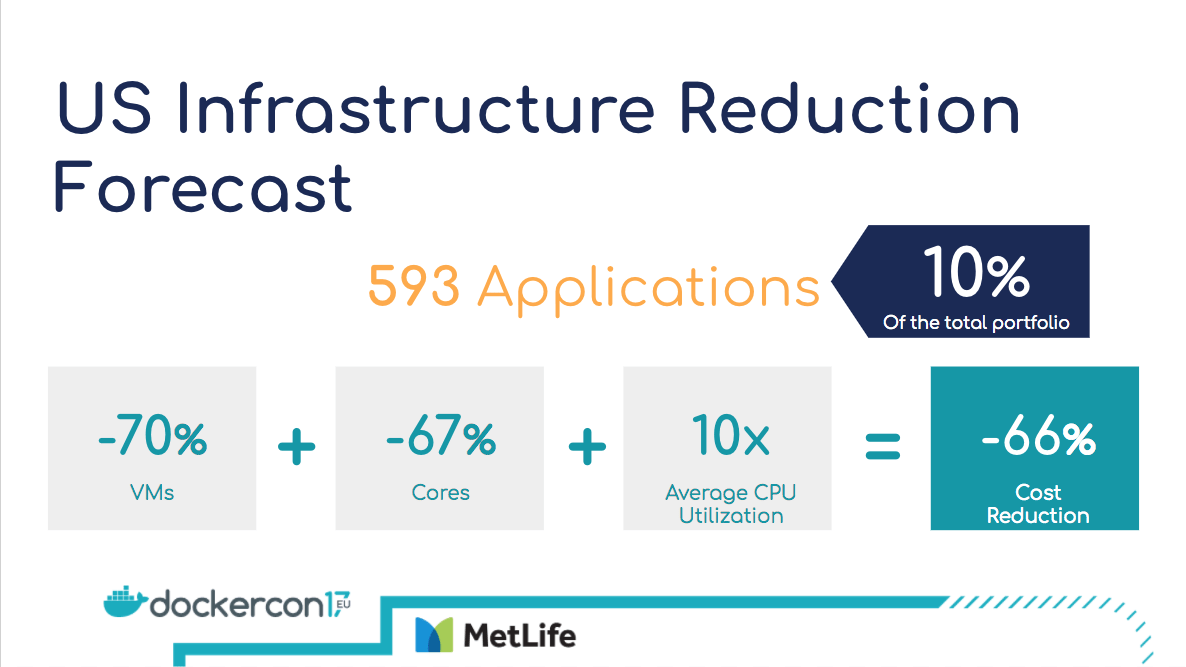 US Infrastructure Reduction
Forecast
593 Applications
10%
Of the total portfolio
-70%
VMs
+
-67%
Cores
+
10x
Average CPU
Utilization
=
-66%
Cost
Reduction
dockercon17 EU
MetLife